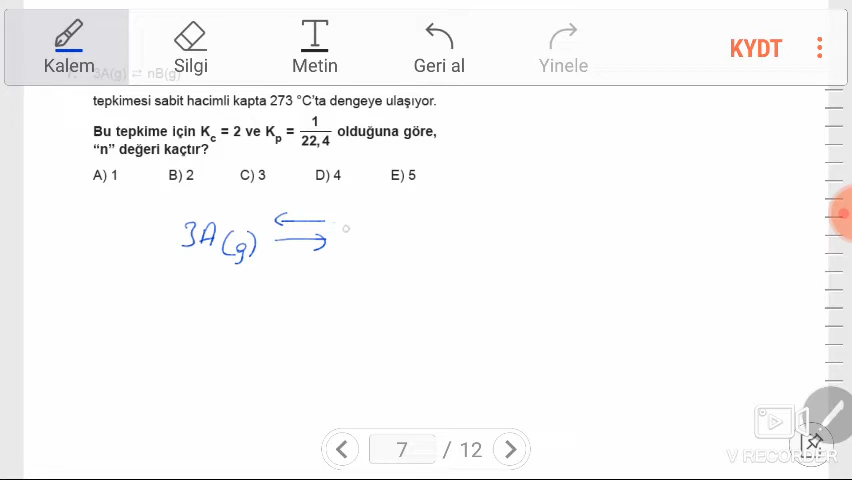 Kalem
Silgi
Metin
Geri al
Yinele
KYDT
7. 3A(g) ⇌ nB(g)
tepkimesi sabit hacimli kapta 273 °C'ta dengeye ulaşıyor.
Bu tepkime için Kc = 2 ve Kp = 1/22,4 olduğuna göre,
“n” değeri kaçtır?
A) 1 B) 2 C) 3 D) 4 E) 5
3A(g) ⇌
7 / 12
V RECORDER